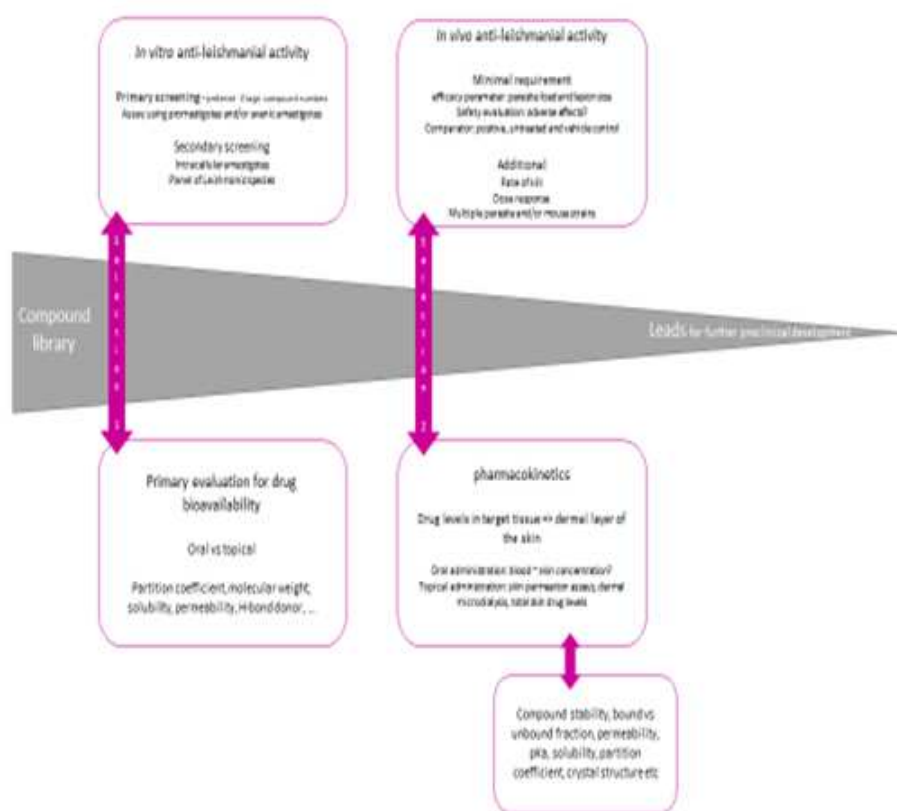 In vitro anti-leishmanial activity
Primary screening
Assay using promastigotes and/or axenic amastigotes
Secondary screening
Intracellular amastigotes
Panel of Leishmania species
In vivo anti-leishmanial activity
Minimal requirement
efficacy parameter: parasite load and lesion size
Safety evaluation: adverse effects?
Comparator: positive, untreated and vehicle control
Additional
Rate of kill
Dose response
Multiple parasite and/or mouse strains
Compound
library
Selection 1
Selection 2
Leads for further preclinical development
Primary evaluation for drug
bioavailability
Oral vs topical
Partition coefficient, molecular weight,
solubility, permeability, H-bond donor, ...
pharmacokinetics
Drug levels in target tissue => dermal layer of
the skin
Oral administration: blood ~ skin concentration?
Topical administration: skin permeation assays, dermal
microdialysis, total skin drug levels
Compound stability, bound vs
unbound fraction, permeability,
pka, solubility, partition
coefficient, crystal structure etc